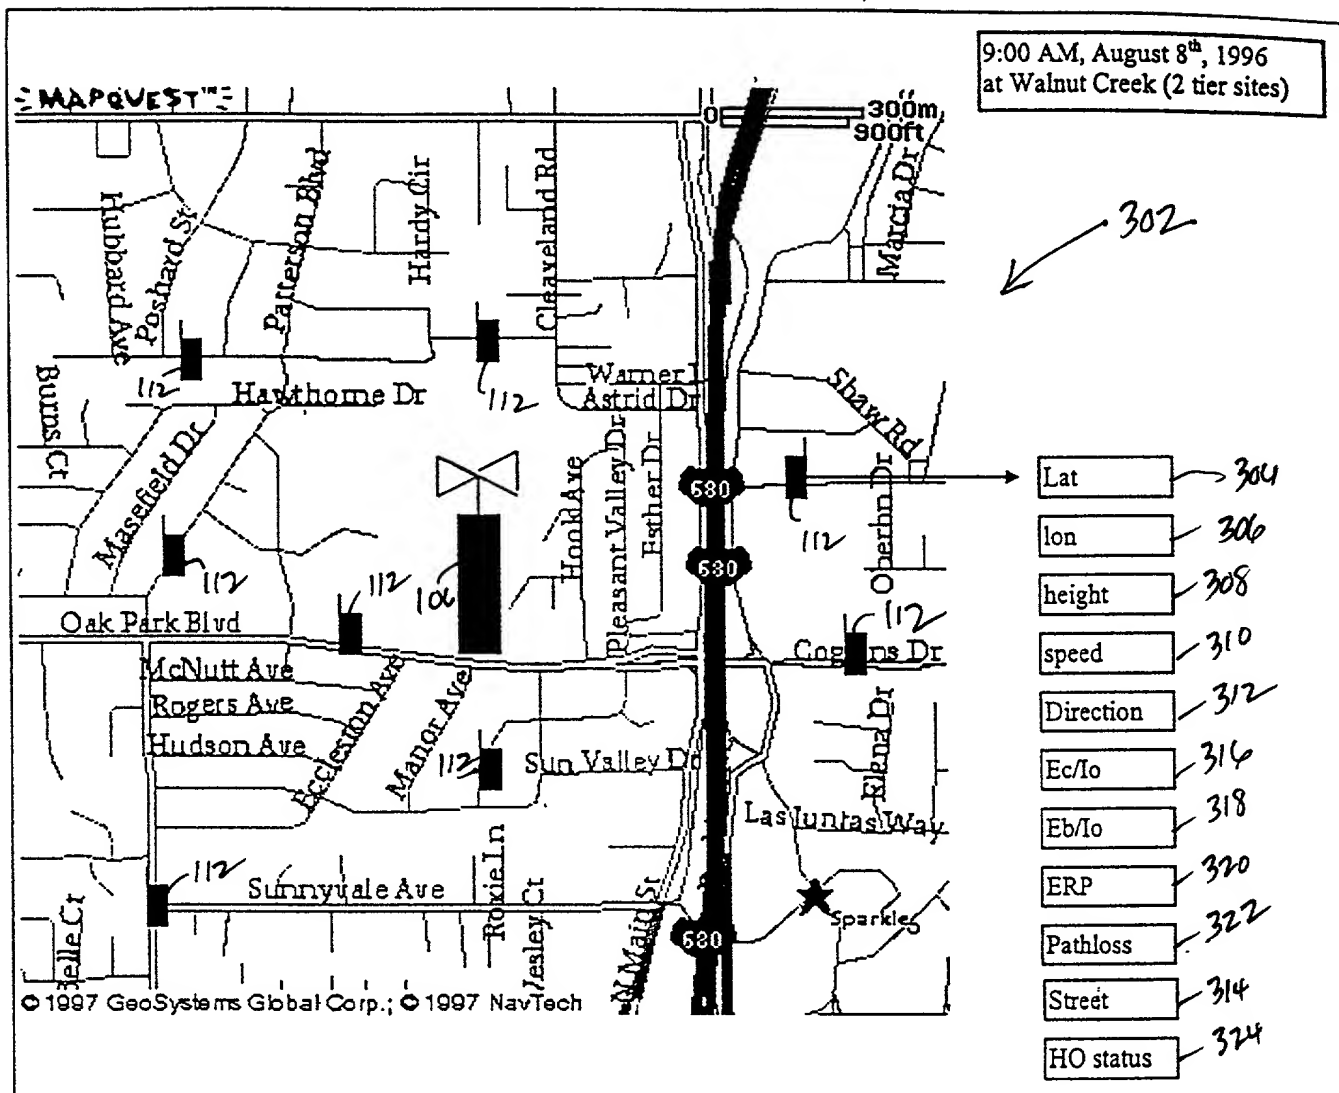 9:00 AM, August 8th, 1996
at Walnut Creek (2 tier sites)
MAPQUEST™
0
300m
900ft
302
Hubbard Ave
Poshard St
Patterson Blvd
Hardy Cir
Cleaveland Rd
Marcia Dr
112
112
Warner
Astrid Dr
Shaw Rd
Hawthorne Dr
Burns Ct
Masefield Dr
Hook Ave
Pleasant Valley Dr
Esther Dr
680
112
Oberhn Dr
Lat
304
lon
306
height
308
speed
310
Direction
312
Ec/Io
316
Eb/Io
318
ERP
320
Pathloss
322
Street
314
HO status
324
112
112
106
680
112
Oak Park Blvd
Coggins Dr
McNutt Ave
Rogers Ave
Hudson Ave
Eccleston Ave
Manor Ave
112
Sun Valley Dr
Elena Dr
Las Juntas Way
112
Sunnyvale Ave
Roxie Ln
Wesley Ct
N Main St
Sparkles
680
Belle Ct
© 1997 GeoSystems Global Corp.; © 1997 NavTech